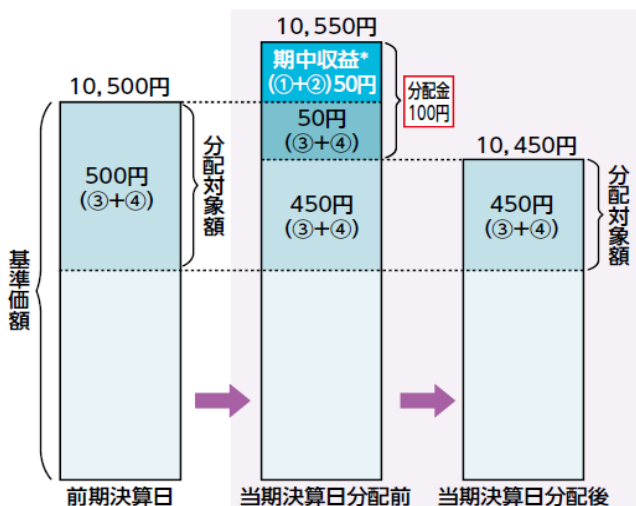 10,550円
期中収益*
(①+②)50円
分配金
100円
10,500円
50円
(③+④)
10,450円
500円
(③+④)
分配対象額
450円
(③+④)
450円
(③+④)
分配対象額
基準価額
前期決算日
当期決算日分配前
当期決算日分配後